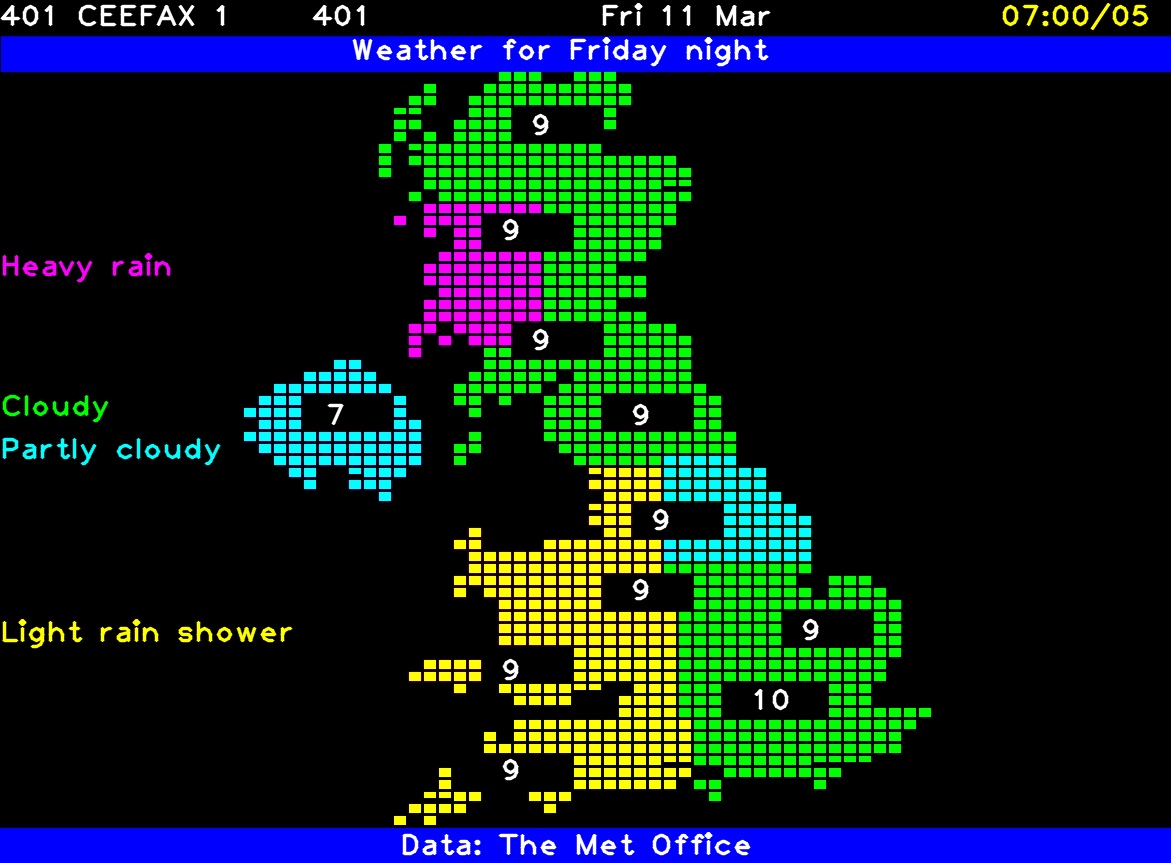 401 CEEFAX 1 401 Fri 11 Mar 07:00/05
Weather for Friday night
9
9
Heavy rain
9
Cloudy
7
9
Partly cloudy
9
9
Light rain shower
9
9
10
9
Data: The Met Office